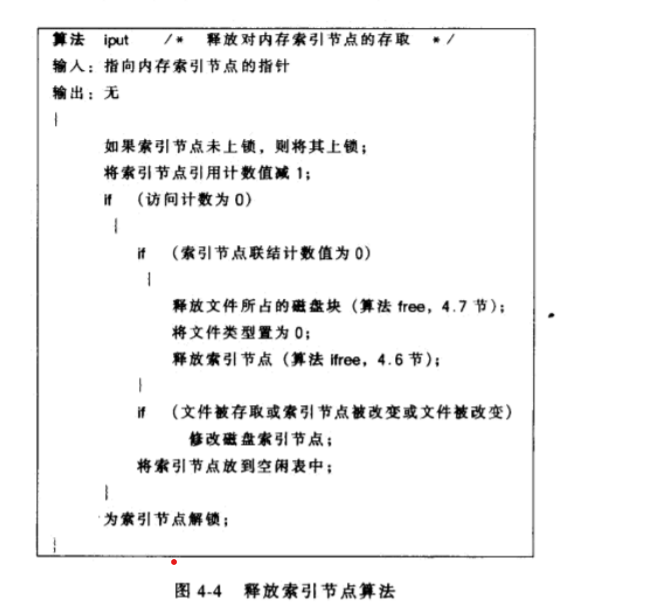 算法 iput /* 释放对内存索引节点的存取 */
输入：指向内存索引节点的指针
输出：无
{
如果索引节点未上锁，则将其上锁；
将索引节点引用计数值减1；
if （访问计数为0）
{
if （索引节点联结计数值为0）
{
释放文件所占的磁盘块（算法 free，4.7 节）；
将文件类型置为0；
释放索引节点（算法 ifree，4.6 节）；
}
if （文件被存取或索引节点被改变或文件被改变）
修改磁盘索引节点；
将索引节点放到空闲表中；
}
为索引节点解锁；
}
图 4-4 释放索引节点算法